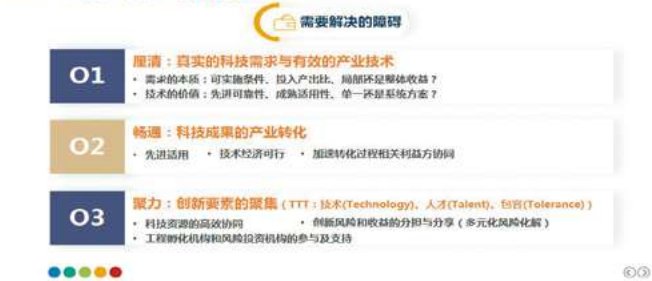 需要解决的障碍
01
厘清：真实的科技需求与有效的产业技术
• 需求的本质：可实施条件、投入产出比、局部还是整体收益？
• 技术的价值：先进可靠性、成熟适用性、单一还是系统方案？
02
畅通：科技成果的产业转化
• 先进适用 • 技术经济可行 • 加速转化过程相关利益方协同
03
聚力：创新要素的聚集（TTT：技术(Technology)、人才(Talent)、包容(Tolerance)）
• 科技资源的高效协同 • 创新风险和收益的分担与分享（多元化风险化解）
• 工程孵化机构和风险投资机构的参与及支持